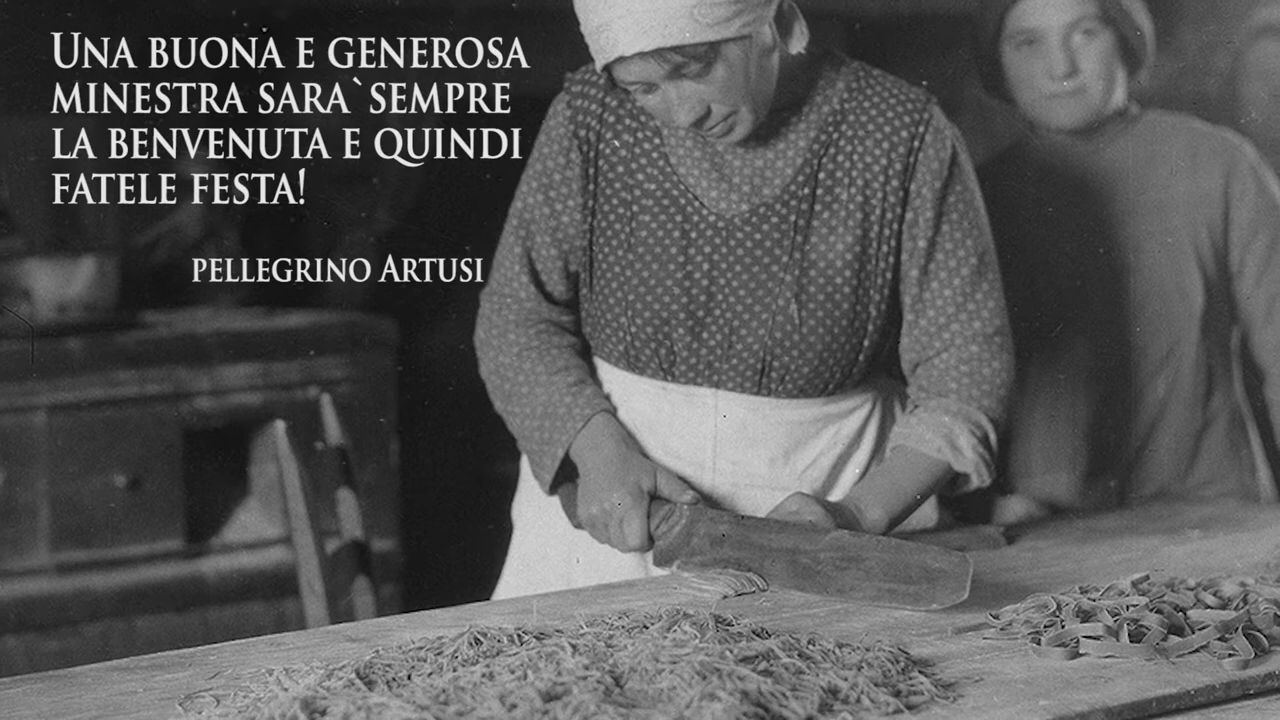 Una buona e generosa
minestra sara` sempre
la benvenuta e quindi
fatele festa!
pellegrino Artusi